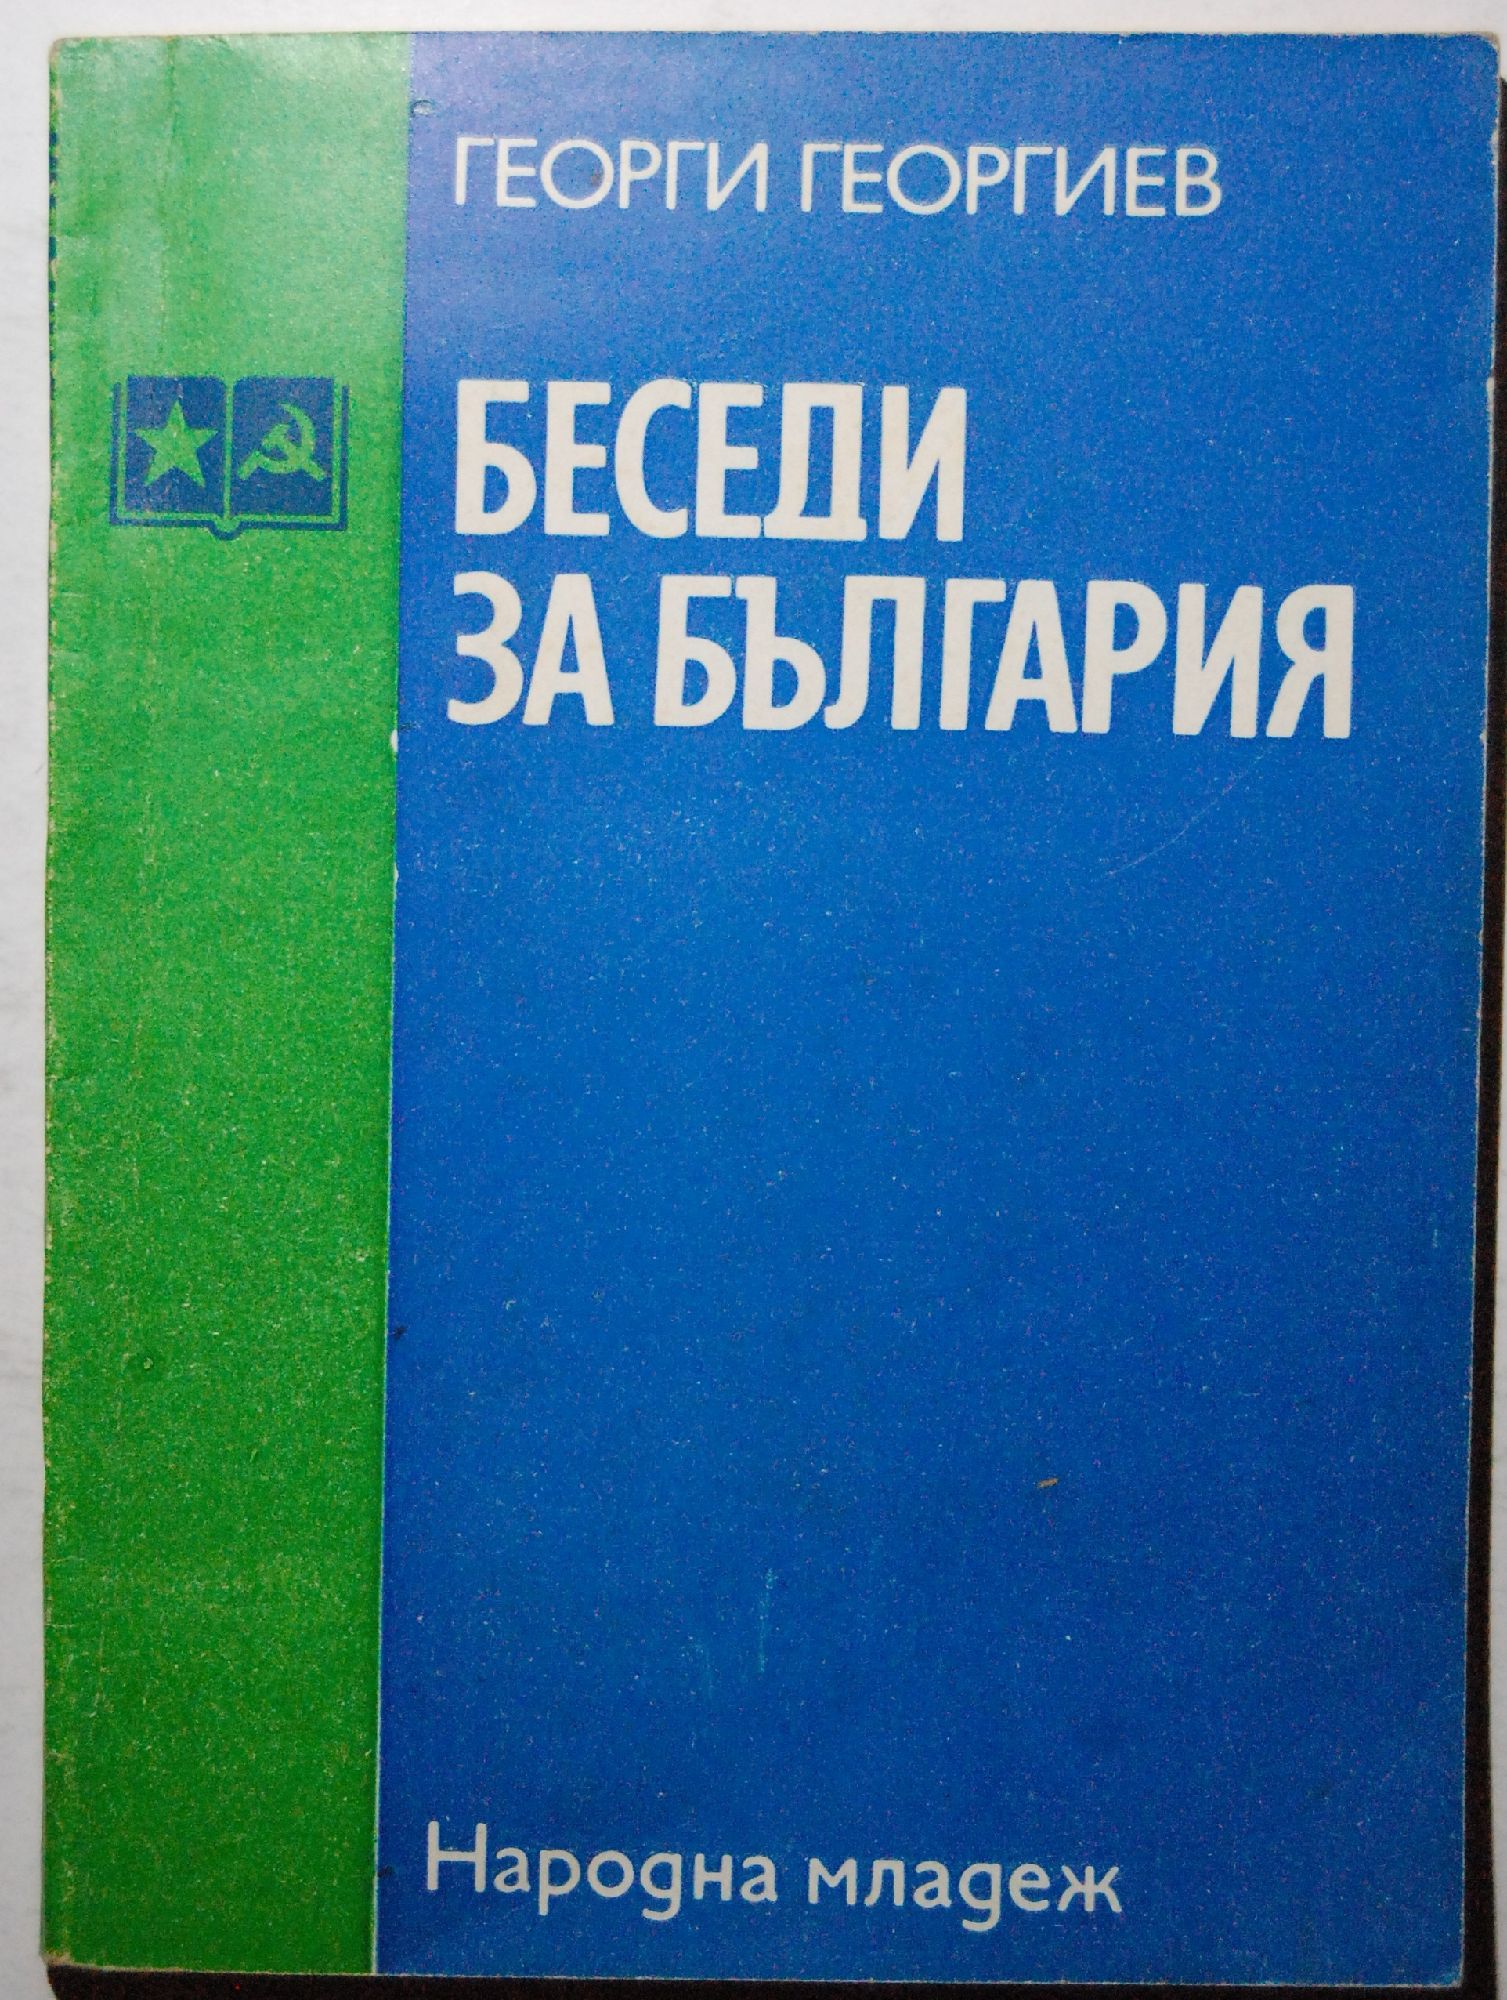 ГЕОРГИ ГЕОРГИЕВ
БЕСЕДИ
ЗА БЪЛГАРИЯ
Народна младеж